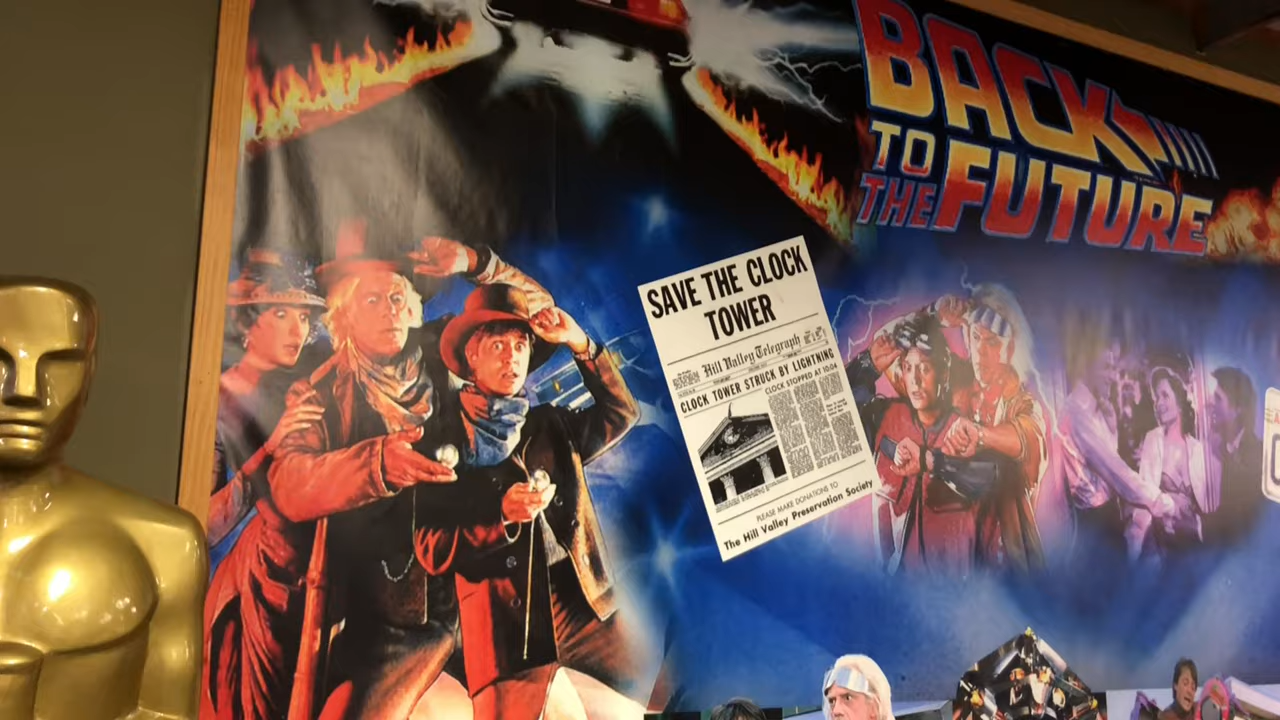 BACK
TO
THE FUTURE
SAVE THE CLOCK
TOWER
Hill Valley Telegraph
CLOCK TOWER STRUCK BY LIGHTNING
CLOCK STOPPED AT 10:04
PLEASE MAKE DONATIONS TO
The Hill Valley Preservation Society